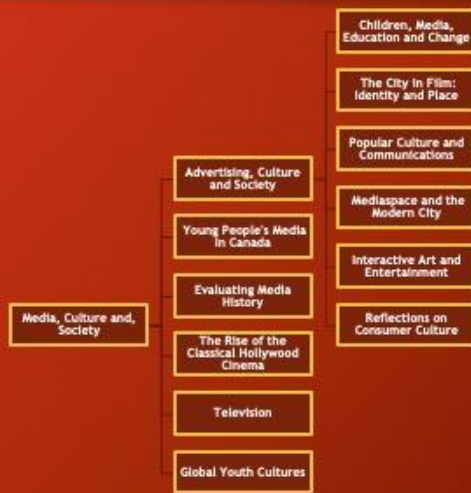 Media, Culture and,
Society
Advertising, Culture
and Society
Young People's Media
in Canada
Evaluating Media
History
The Rise of the
Classical Hollywood
Cinema
Television
Global Youth Cultures
Children, Media,
Education and Change
The City in Film:
Identity and Place
Popular Culture and
Communications
Mediaspace and the
Modern City
Interactive Art and
Entertainment
Reflections on
Consumer Culture